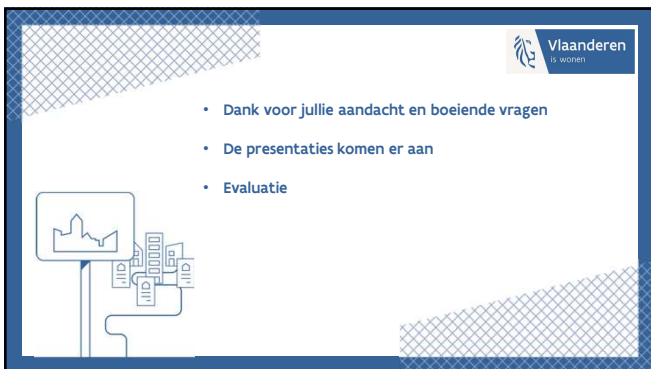 Vlaanderen
is wonen
• Dank voor jullie aandacht en boeiende vragen
• De presentaties komen er aan
• Evaluatie